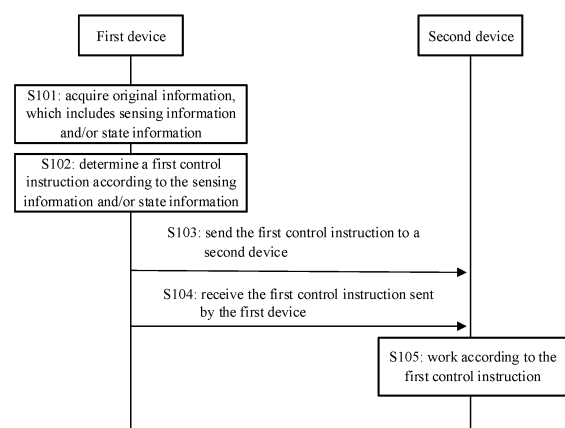 First device
Second device
S101: acquire original information,
which includes sensing information
and/or state information
S102: determine a first control
instruction according to the sensing
information and/or state information
S103: send the first control instruction to a
second device
S104: receive the first control instruction sent
by the first device
S105: work according to the
first control instruction